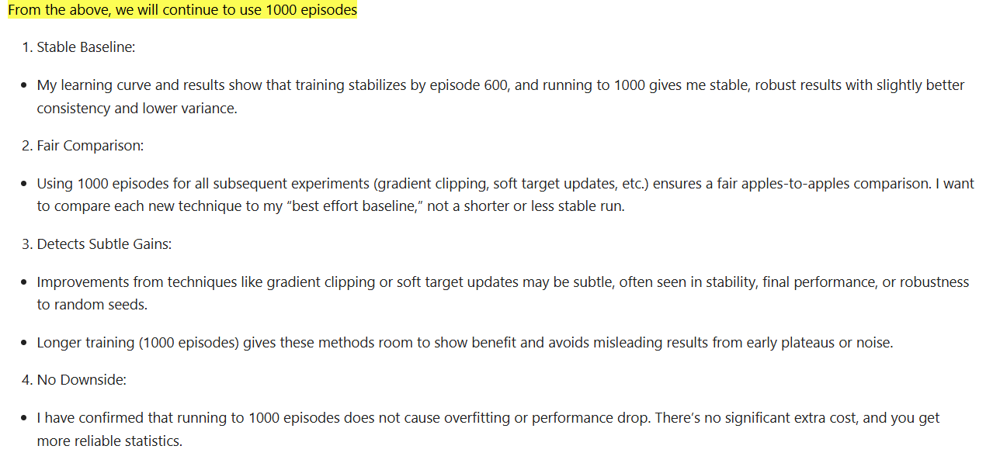 From the above, we will continue to use 1000 episodes
1. Stable Baseline:
• My learning curve and results show that training stabilizes by episode 600, and running to 1000 gives me stable, robust results with slightly better
consistency and lower variance.
2. Fair Comparison:
• Using 1000 episodes for all subsequent experiments (gradient clipping, soft target updates, etc.) ensures a fair apples-to-apples comparison. I want
to compare each new technique to my “best effort baseline,” not a shorter or less stable run.
3. Detects Subtle Gains:
• Improvements from techniques like gradient clipping or soft target updates may be subtle, often seen in stability, final performance, or robustness
to random seeds.
• Longer training (1000 episodes) gives these methods room to show benefit and avoids misleading results from early plateaus or noise.
4. No Downside:
• I have confirmed that running to 1000 episodes does not cause overfitting or performance drop. There’s no significant extra cost, and you get
more reliable statistics.